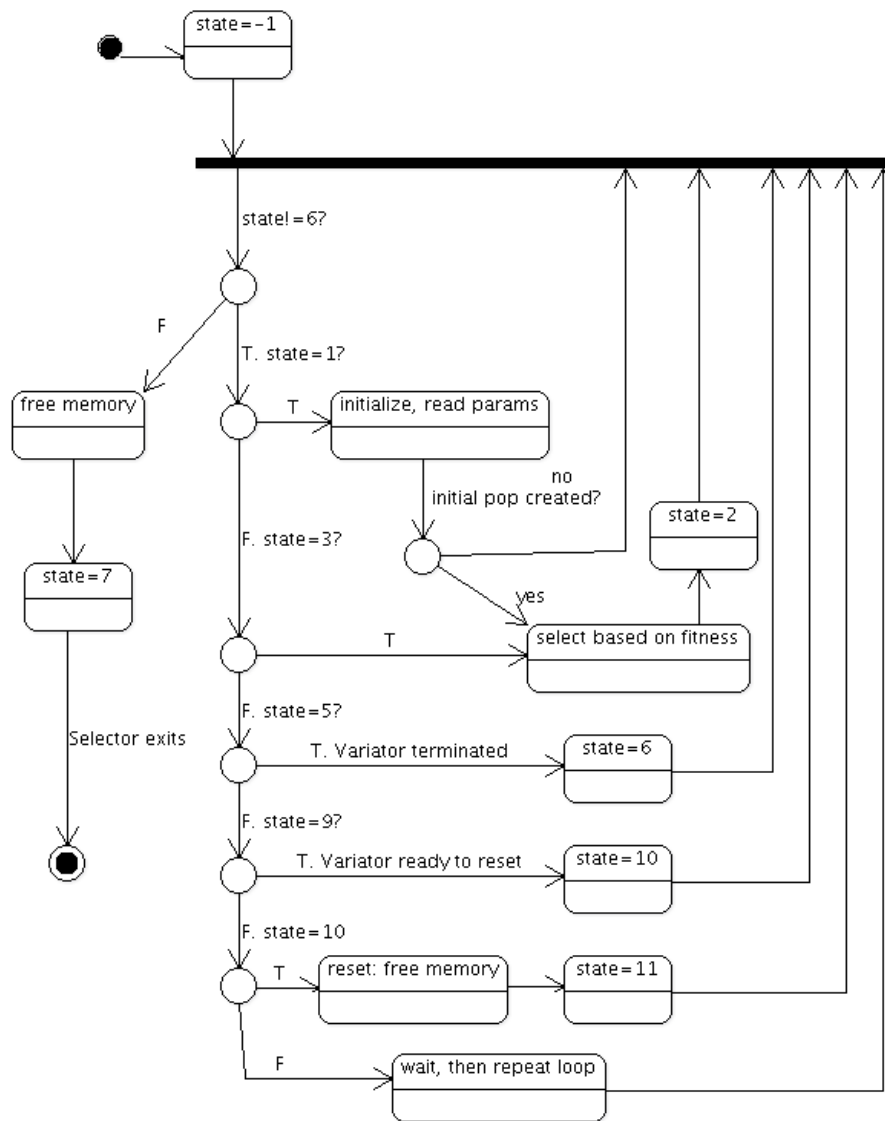 state=-1
state!=6?
F
T. state=1?
free memory
T
initialize, read params
no
initial pop created?
state=2
F. state=3?
state=7
yes
T
select based on fitness
F. state=5?
Selector exits
T. Variator terminated
state=6
F. state=9?
T. Variator ready to reset
state=10
F. state=10
T
reset: free memory
state=11
F
wait, then repeat loop